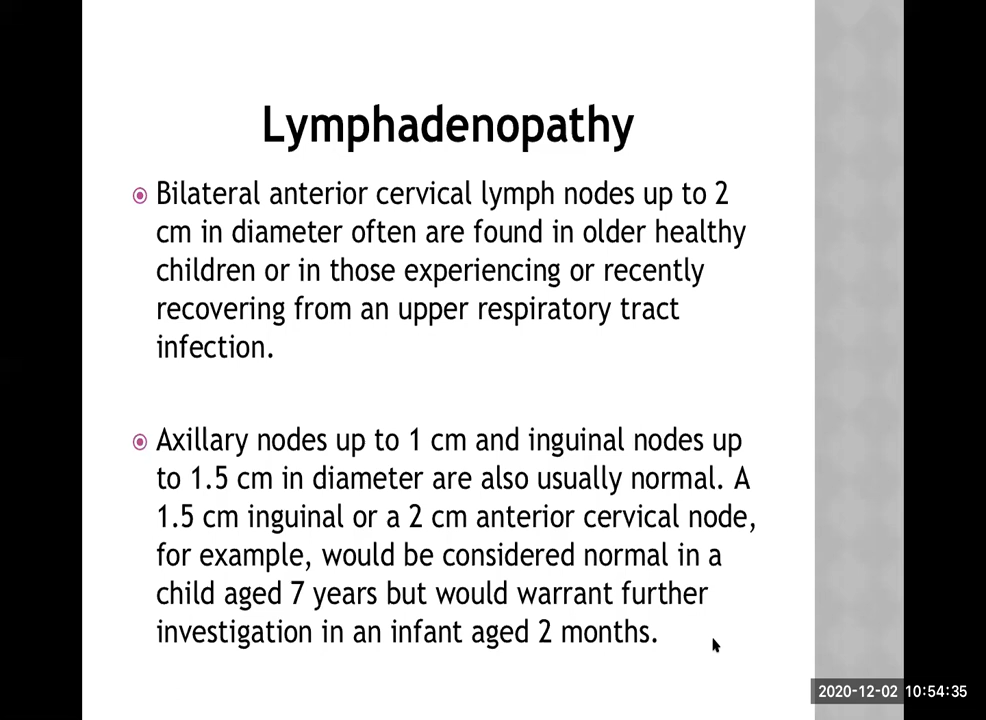 Lymphadenopathy
Bilateral anterior cervical lymph nodes up to 2
cm in diameter often are found in older healthy
children or in those experiencing or recently
recovering from an upper respiratory tract
infection.
Axillary nodes up to 1 cm and inguinal nodes up
to 1.5 cm in diameter are also usually normal. A
1.5 cm inguinal or a 2 cm anterior cervical node,
for example, would be considered normal in a
child aged 7 years but would warrant further
investigation in an infant aged 2 months.
2020-12-02 10:54:35